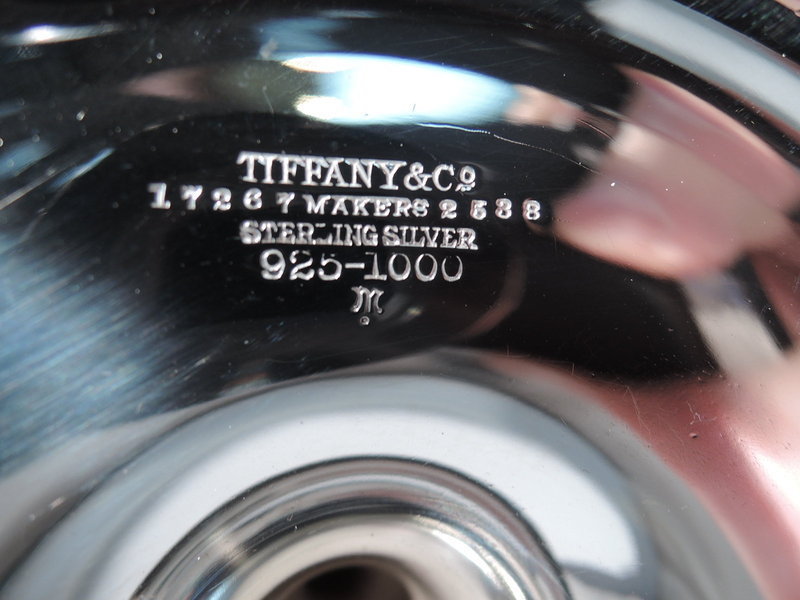 TIFFANY & Co
17267 MAKERS 2538
STERLING SILVER
925-1000
M